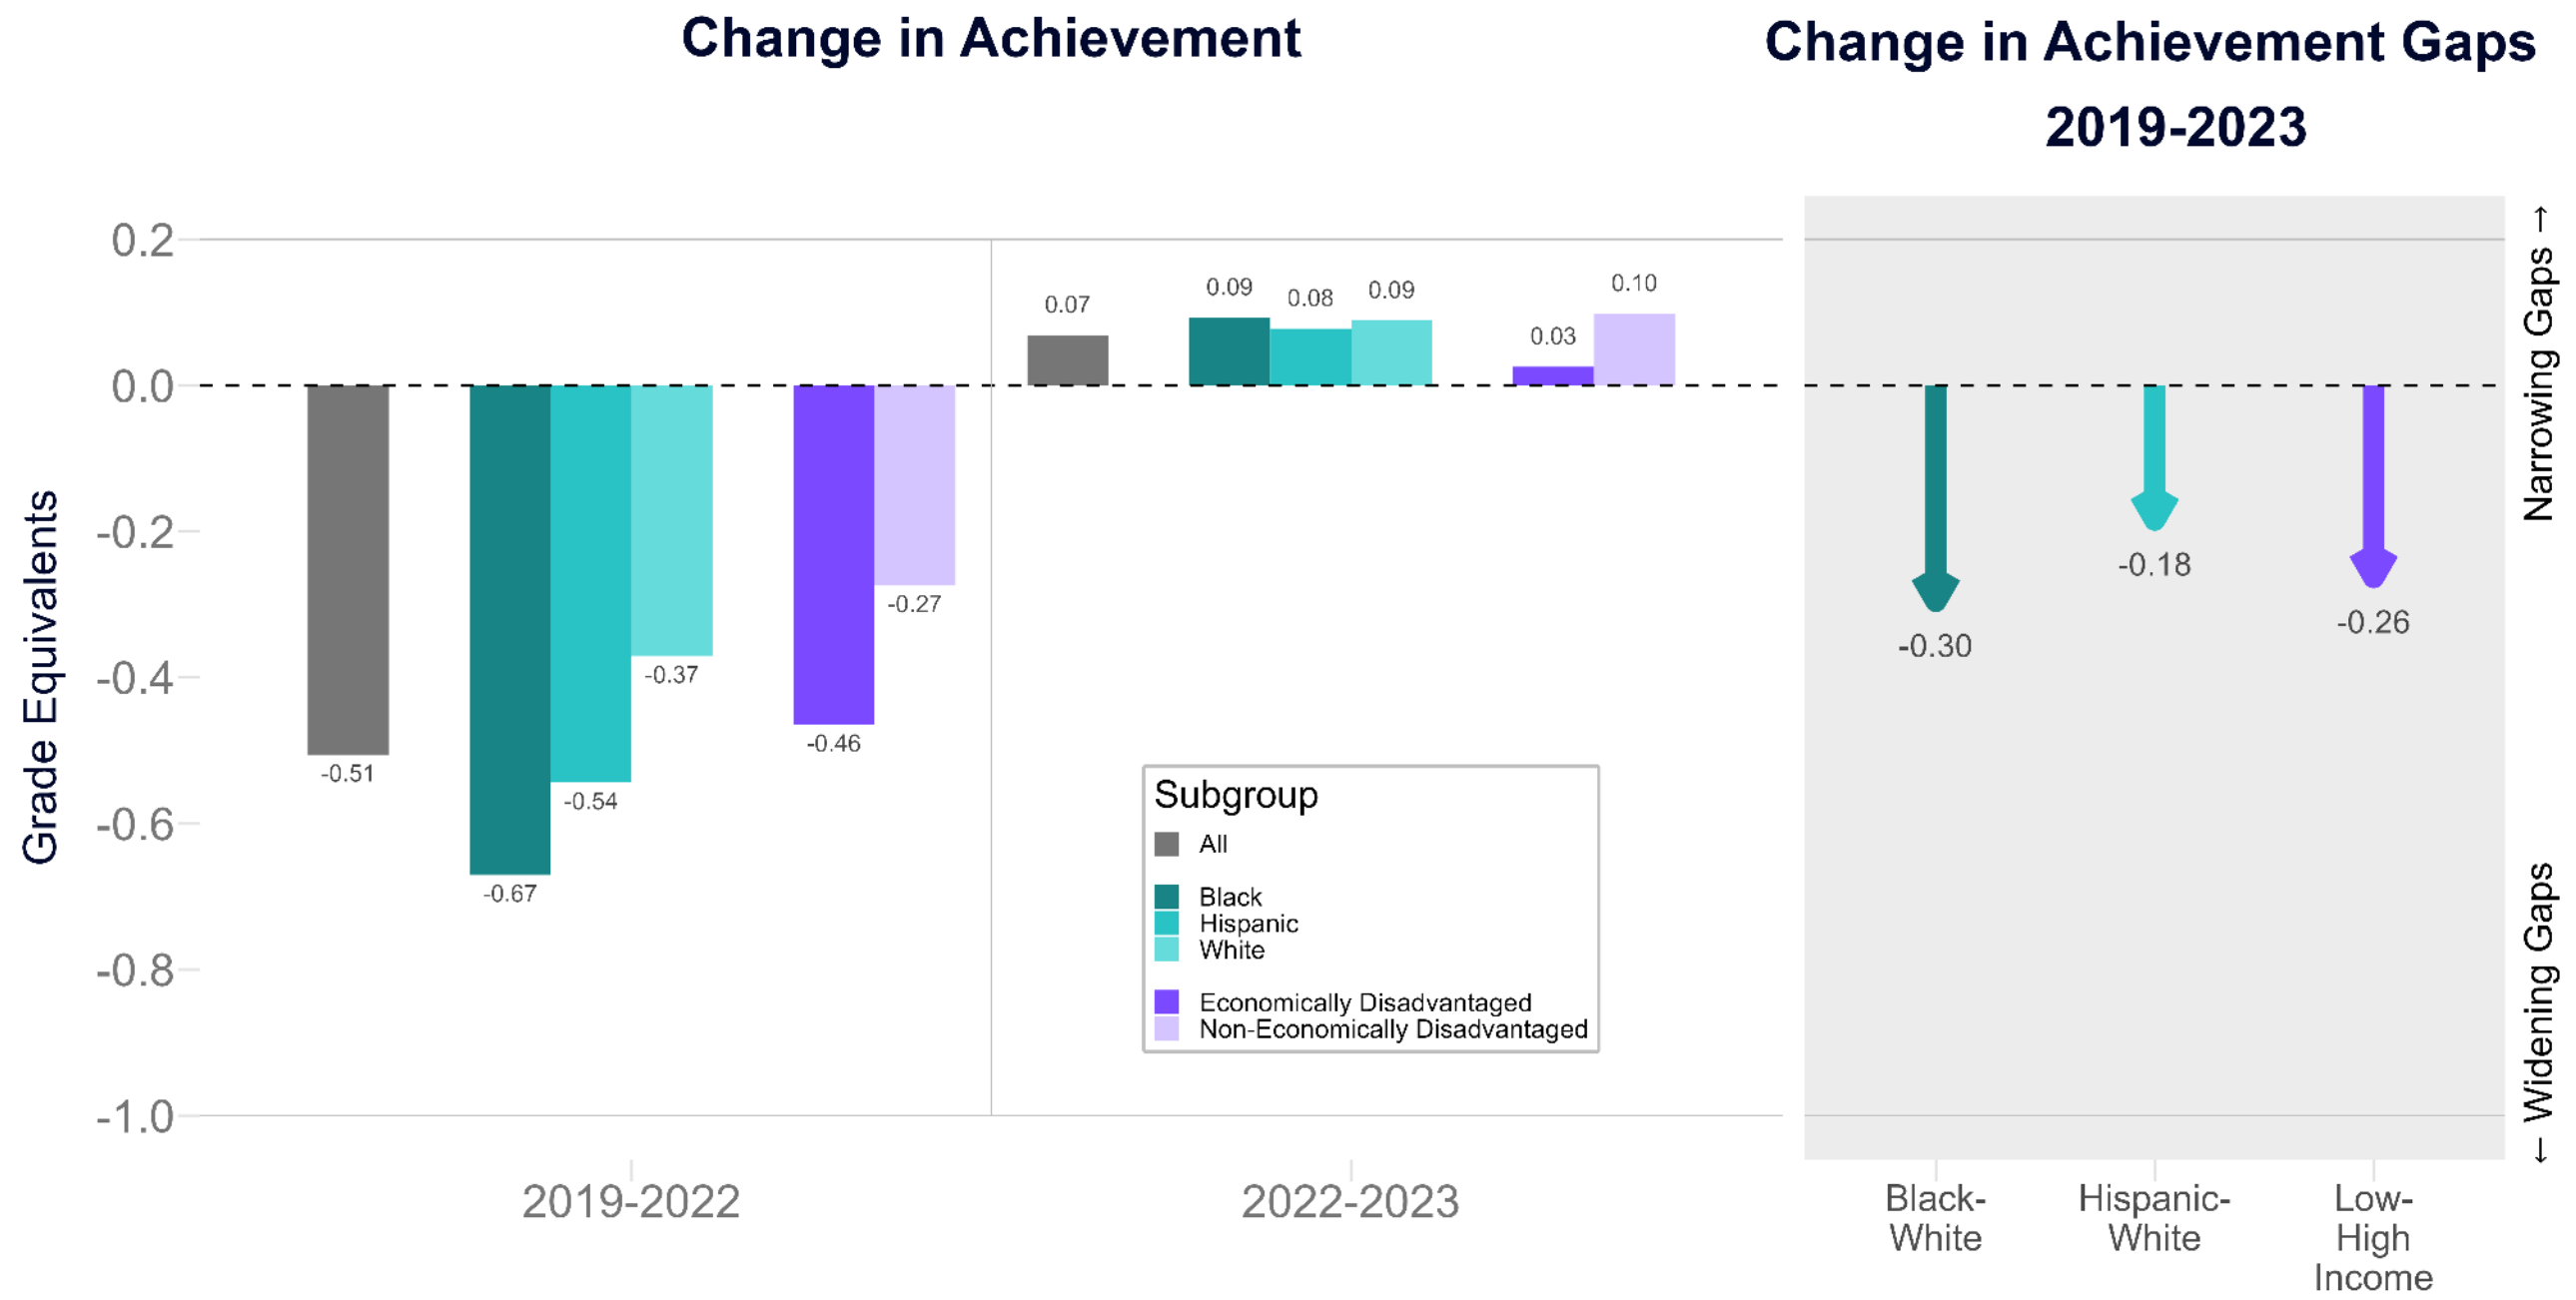 Change in Achievement
Change in Achievement Gaps
2019-2023
Grade Equivalents
0.2
0.0
-0.2
-0.4
-0.6
-0.8
-1.0
-0.51
-0.67
-0.54
-0.37
-0.46
-0.27
0.07
0.09
0.08
0.09
0.03
0.10
Subgroup
All
Black
Hispanic
White
Economically Disadvantaged
Non-Economically Disadvantaged
2019-2022
2022-2023
-0.30
-0.18
-0.26
Black-
White
Hispanic-
White
Low-
High
Income
Narrowing Gaps →
← Widening Gaps